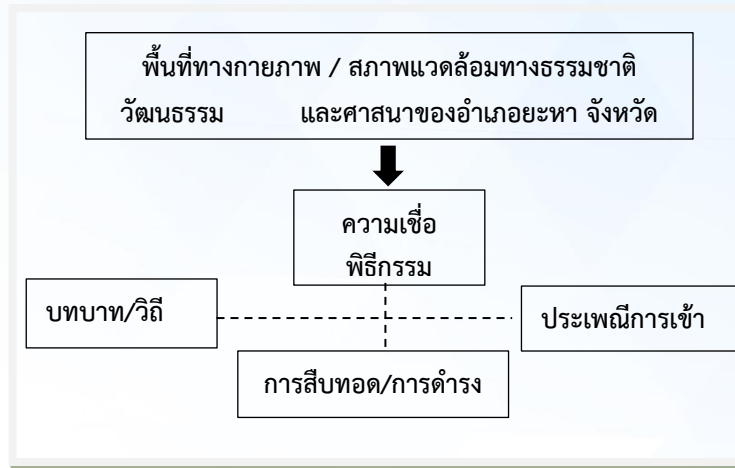 พื้นที่ทางกายภาพ / สภาพแวดล้อมทางธรรมชาติ
วัฒนธรรม และศาสนาของอำเภอยะหา จังหวัด
ความเชื่อ
พิธีกรรม
บทบาท/วิถี
ประเพณีการเข้า
การสืบทอด/การดำรง